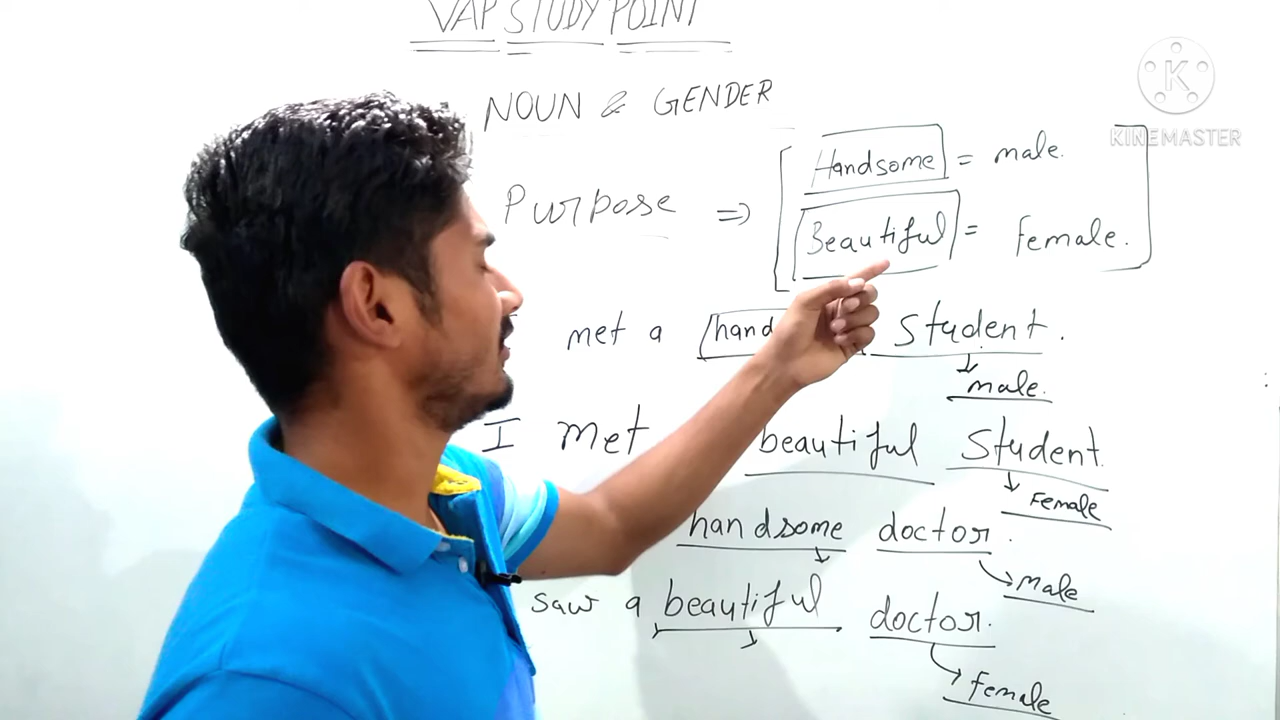 VAP STUDY POINT
NOUN & GENDER
KINEMASTER
Handsome = male.
Purpose ⇒
Beautiful = Female.
met a hand student.
male.
I met beautiful student.
Female
handsome doctor.
male
saw a beautiful doctor.
Female